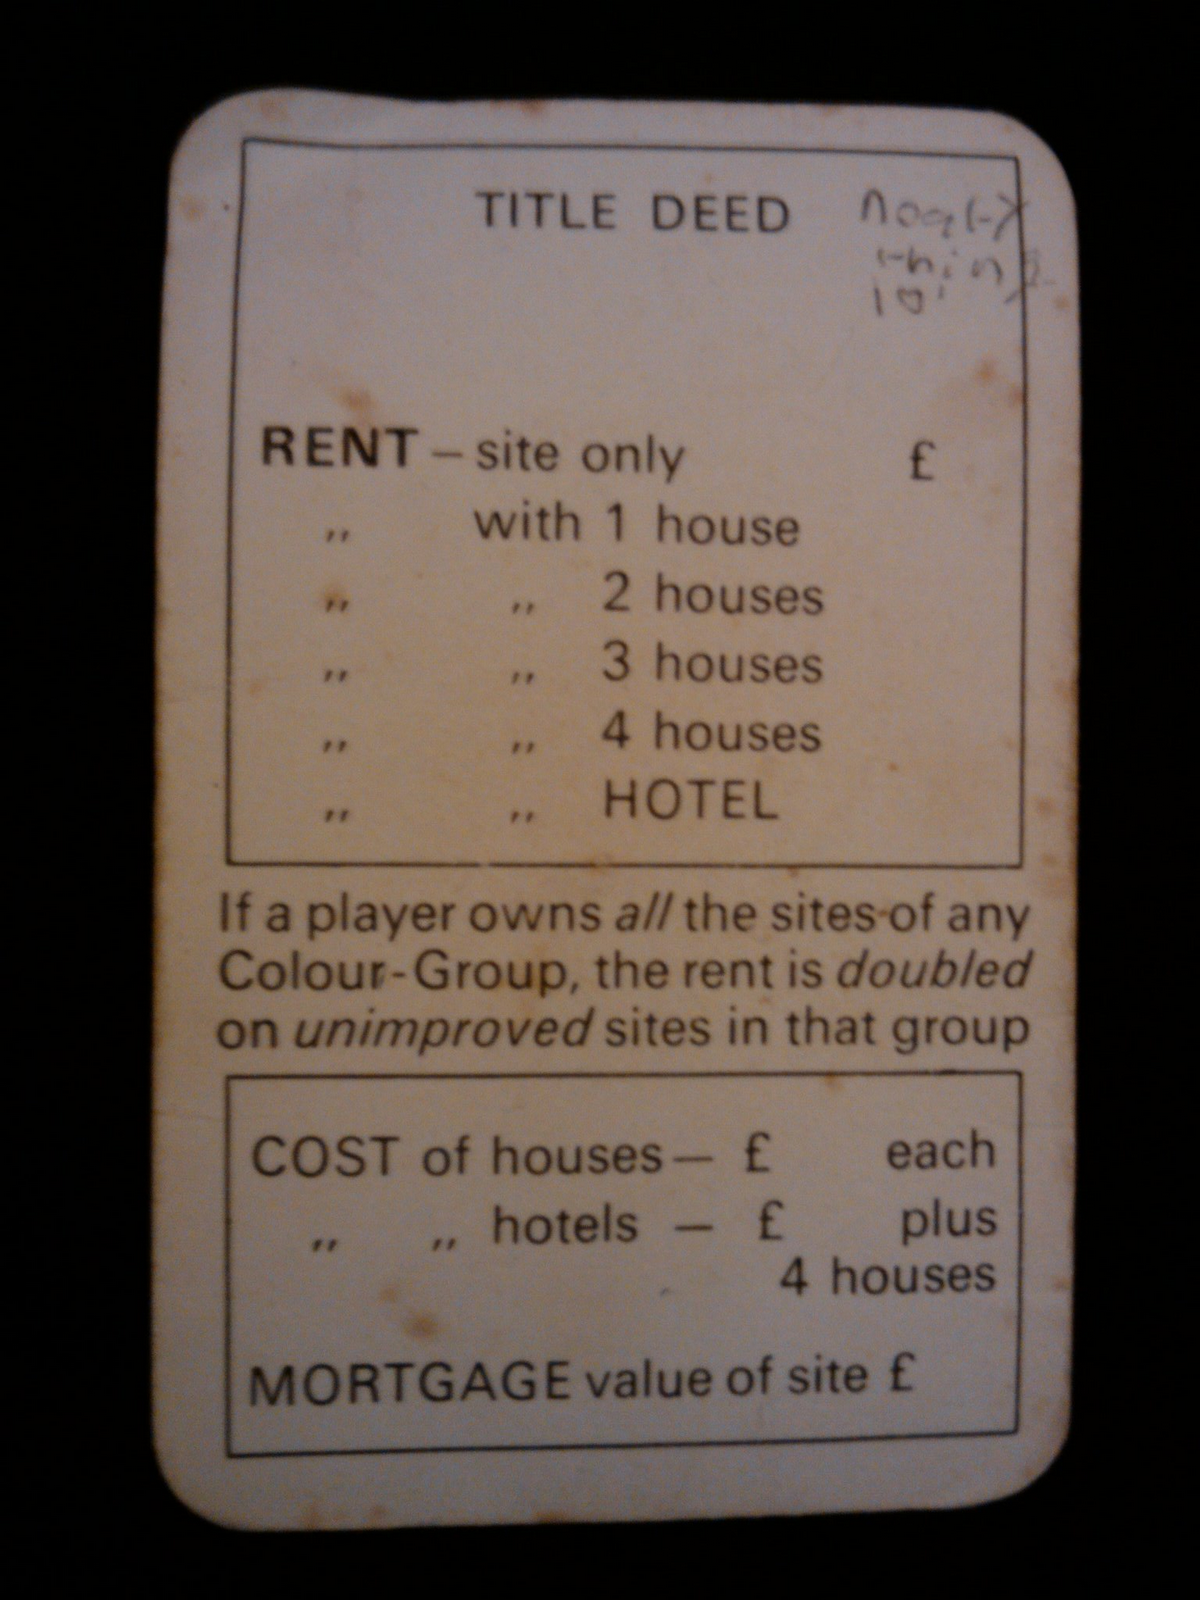 TITLE DEED
RENT – site only £
„ with 1 house
„ „ 2 houses
„ „ 3 houses
„ „ 4 houses
„ „ HOTEL
If a player owns all the sites of any
Colour-Group, the rent is doubled
on unimproved sites in that group
COST of houses – £ each
„ „ hotels – £ plus
4 houses
MORTGAGE value of site £